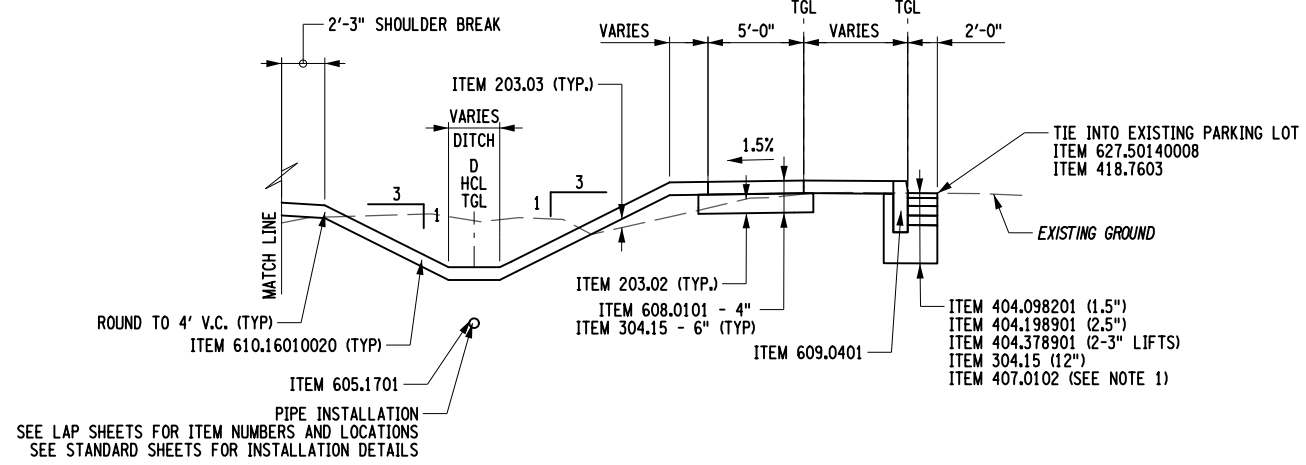 TGL
TGL
2'-3" SHOULDER BREAK
VARIES
5'-0"
VARIES
2'-0"
ITEM 203.03 (TYP.)
VARIES
DITCH
D
HCL
TGL
3
1
3
1
1.5%
TIE INTO EXISTING PARKING LOT
ITEM 627.50140008
ITEM 418.7603
EXISTING GROUND
MATCH LINE
ITEM 203.02 (TYP.)
ITEM 608.0101 - 4"
ITEM 304.15 - 6" (TYP)
ITEM 609.0401
ITEM 404.098201 (1.5")
ITEM 404.198901 (2.5")
ITEM 404.378901 (2-3" LIFTS)
ITEM 304.15 (12")
ITEM 407.0102 (SEE NOTE 1)
ROUND TO 4' V.C. (TYP)
ITEM 610.16010020 (TYP)
ITEM 605.1701
PIPE INSTALLATION
SEE LAP SHEETS FOR ITEM NUMBERS AND LOCATIONS
SEE STANDARD SHEETS FOR INSTALLATION DETAILS